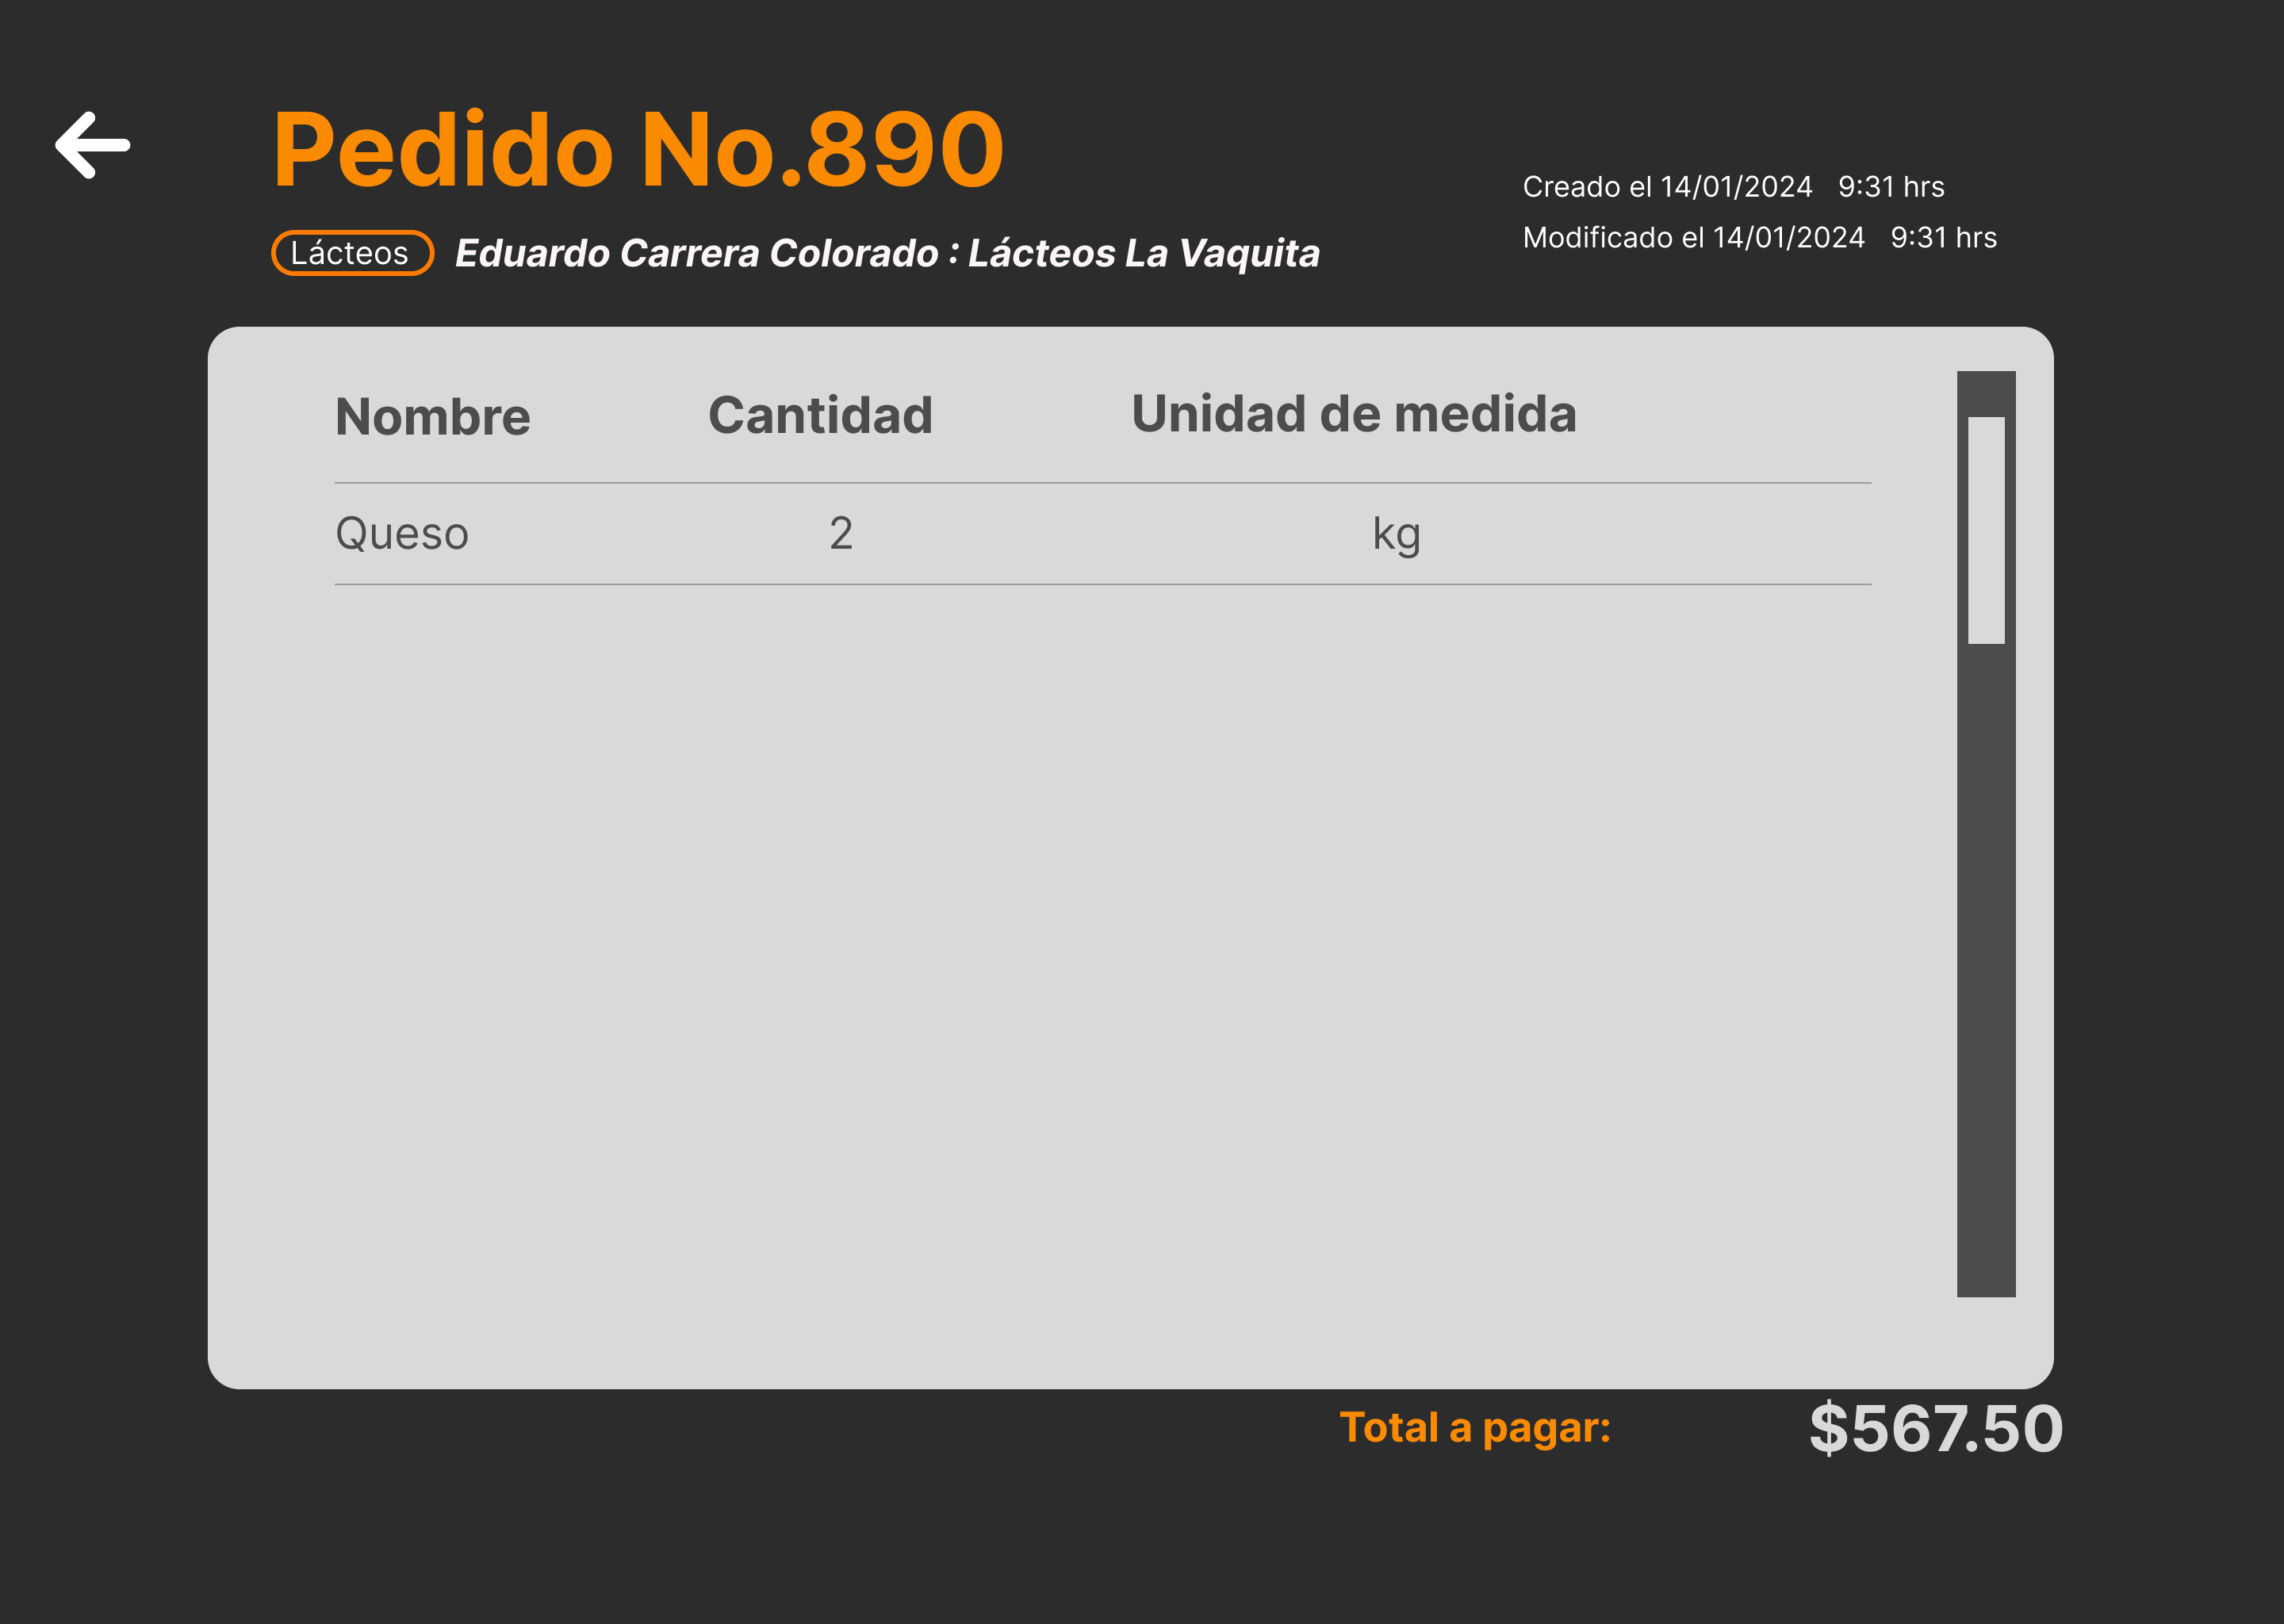 Pedido No.890
Creado el 14/01/2024 9:31 hrs
Lácteos Eduardo Carrera Colorado : Lácteos La Vaquita
Modificado el 14/01/2024 9:31 hrs
Nombre Cantidad Unidad de medida
Queso 2 kg
Total a pagar: $567.50